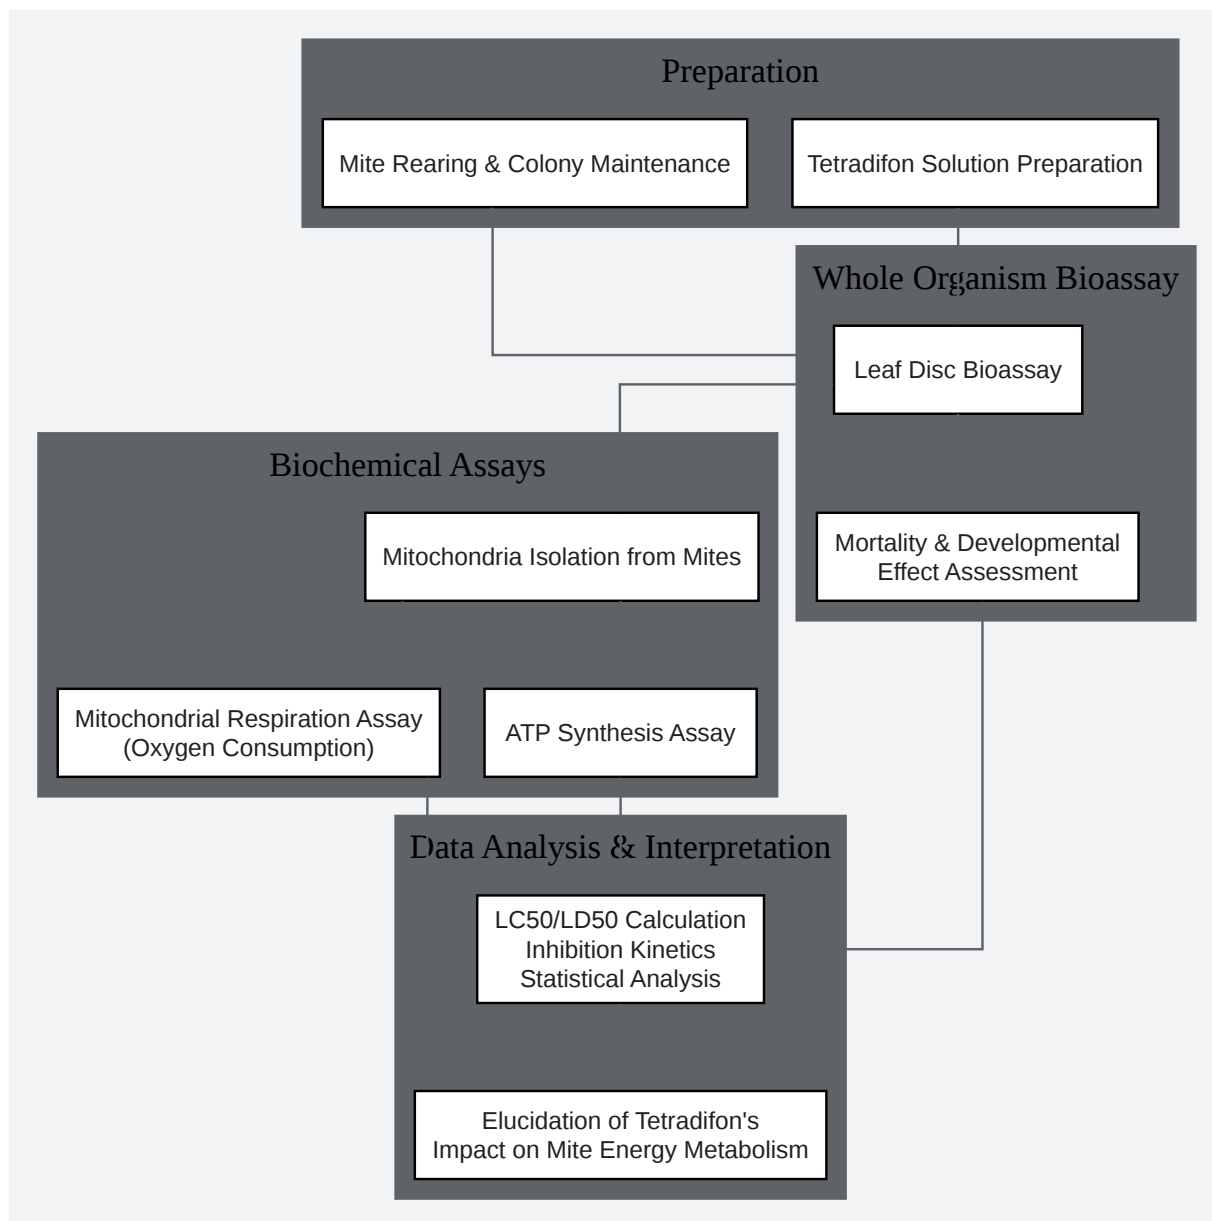 Preparation
Mite Rearing & Colony Maintenance
Tetradifon Solution Preparation
Whole Organism Bioassay
Leaf Disc Bioassay
Mortality & Developmental
Effect Assessment
Biochemical Assays
Mitochondria Isolation from Mites
Mitochondrial Respiration Assay
(Oxygen Consumption)
ATP Synthesis Assay
Data Analysis & Interpretation
LC50/LD50 Calculation
Inhibition Kinetics
Statistical Analysis
Elucidation of Tetradifon's
Impact on Mite Energy Metabolism